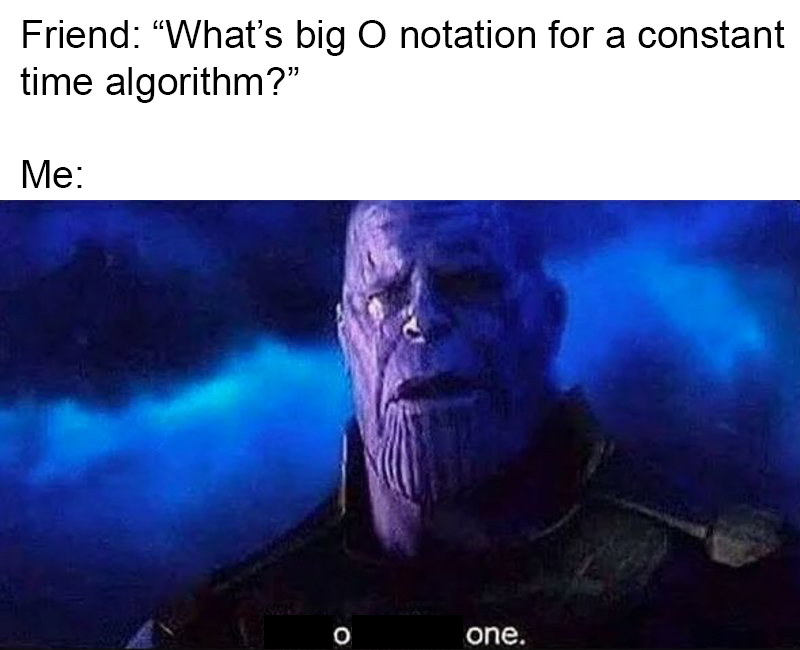 Friend: “What’s big O notation for a constant
time algorithm?”
Me:
o one.